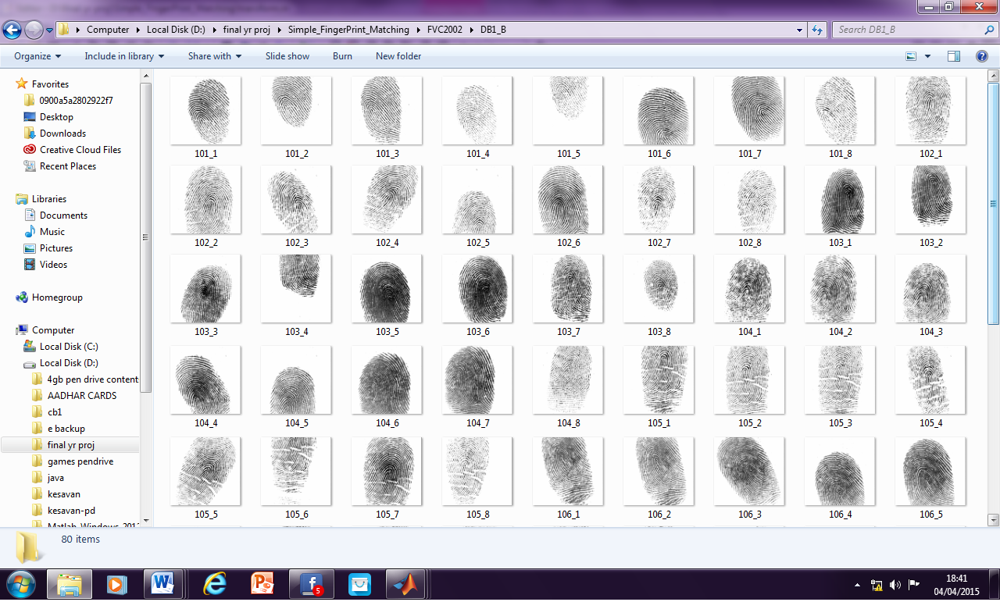 Computer ▸ Local Disk (D:) ▸ final yr proj ▸ Simple_FingerPrint_Matching ▸ FVC2002 ▸ DB1_B
Search DB1_B
Organize Include in library Share with Slide show Burn New folder
Favorites
0900a5a2802922f7
Desktop
Downloads
Creative Cloud Files
Recent Places
Libraries
Documents
Music
Pictures
Videos
Homegroup
Computer
Local Disk (C:)
Local Disk (D:)
4gb pen drive content
AADHAR CARDS
cb1
e backup
final yr proj
games pendrive
java
kesavan
kesavan-pd
101_1 101_2 101_3 101_4 101_5 101_6 101_7 101_8 102_1
102_2 102_3 102_4 102_5 102_6 102_7 102_8 103_1 103_2
103_3 103_4 103_5 103_6 103_7 103_8 104_1 104_2 104_3
104_4 104_5 104_6 104_7 104_8 105_1 105_2 105_3 105_4
105_5 105_6 105_7 105_8 106_1 106_2 106_3 106_4 106_5
80 items
5
18:41
04/04/2015